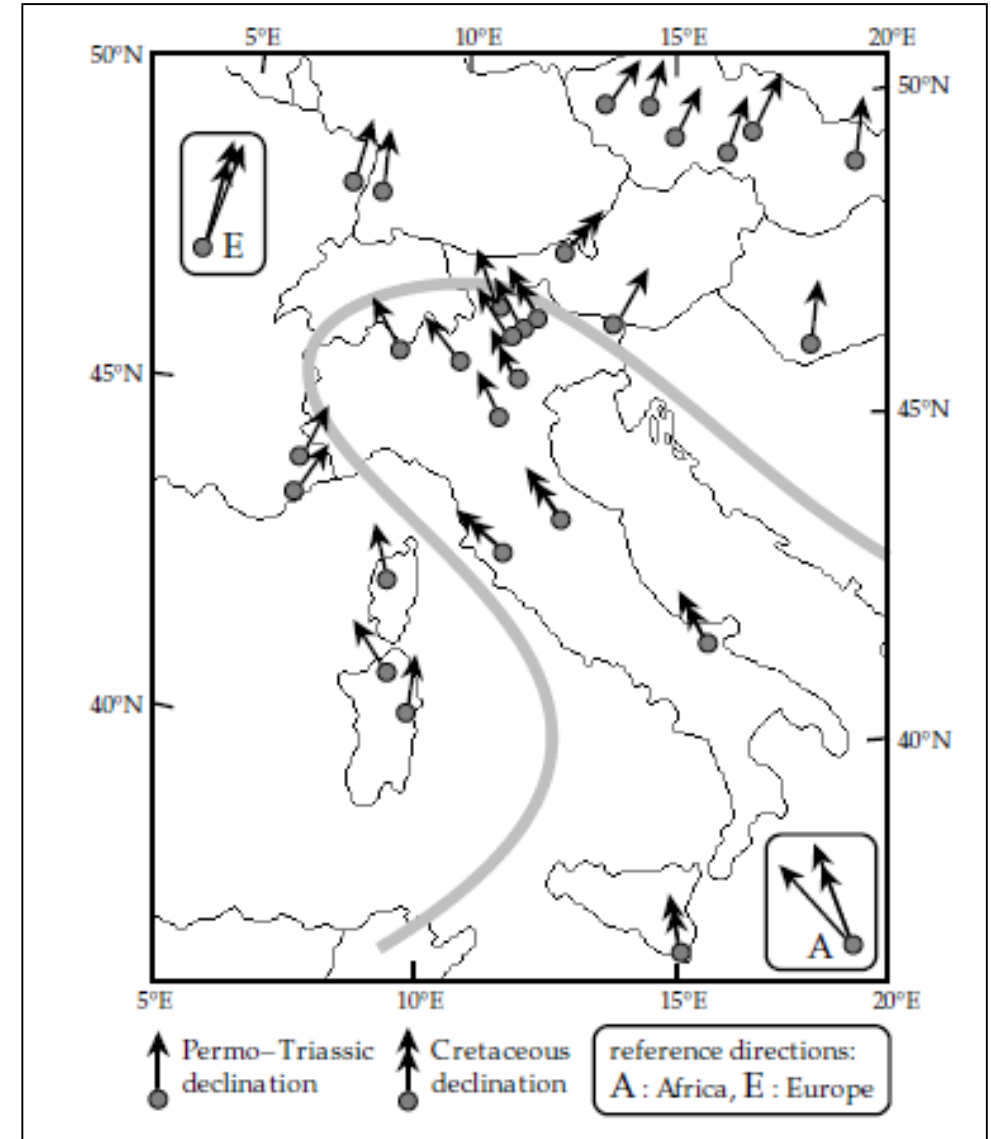 5°E 10°E 15°E 20°E
50°N
50°N
E
45°N
45°N
40°N
40°N
A
5°E 10°E 15°E 20°E
Permo–Triassic declination
Cretaceous declination
reference directions:
A : Africa, E : Europe